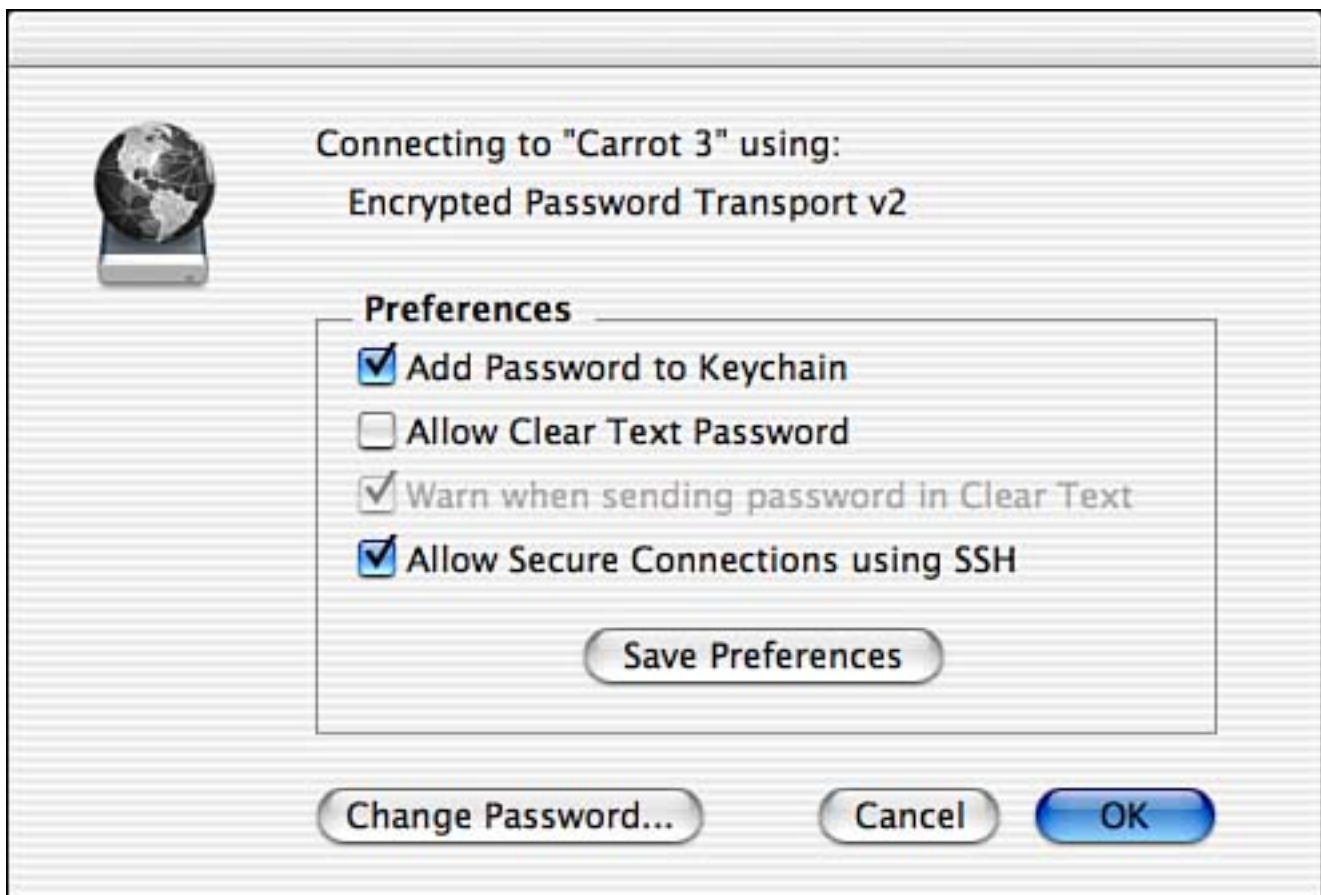 Connecting to "Carrot 3" using:
Encrypted Password Transport v2
Preferences
Add Password to Keychain
Allow Clear Text Password
Warn when sending password in Clear Text
Allow Secure Connections using SSH
Save Preferences
Change Password... Cancel OK